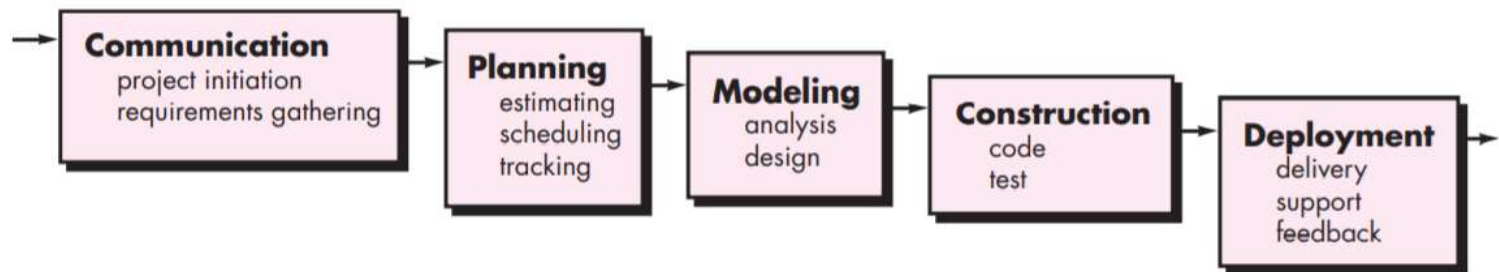 Communication
project initiation
requirements gathering
Planning
estimating
scheduling
tracking
Modeling
analysis
design
Construction
code
test
Deployment
delivery
support
feedback